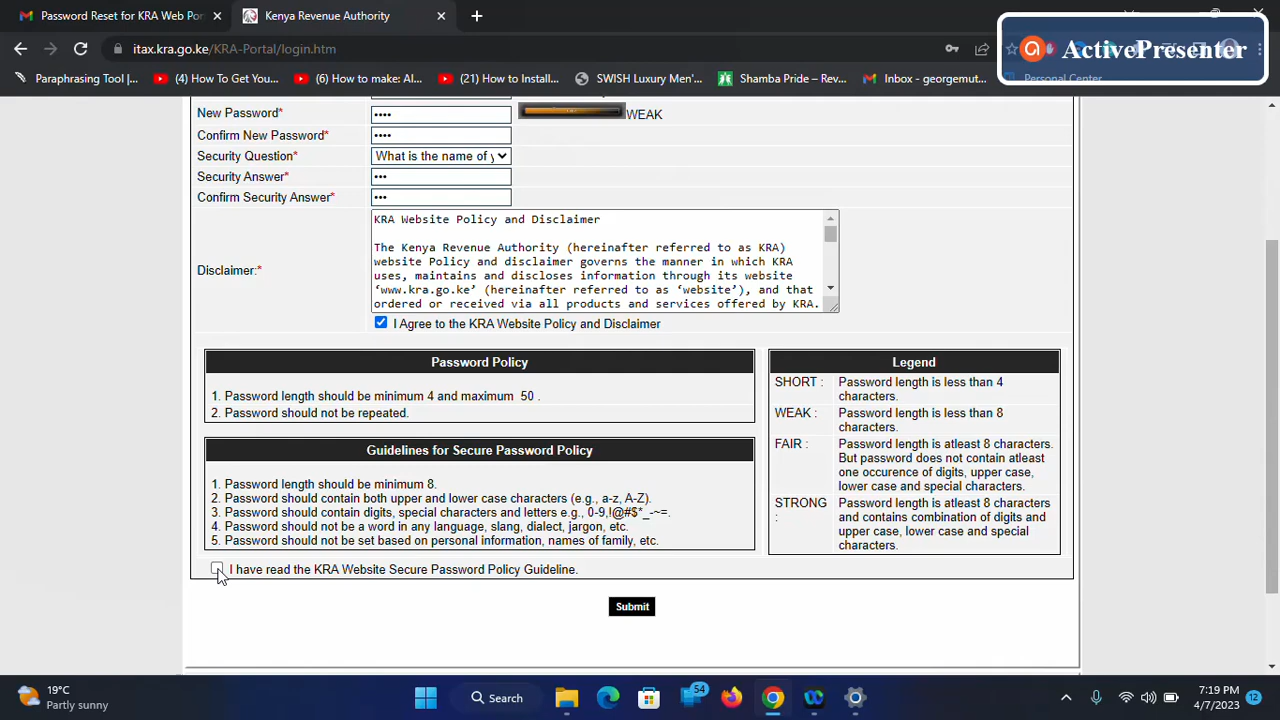 Password Reset for KRA Web Por
Kenya Revenue Authority
ActivePresenter
itax.kra.go.ke/KRA-Portal/login.htm
Paraphrasing Tool |...
(4) How To Get You...
(6) How to make: Al...
(21) How to Install...
SWISH Luxury Men'...
Shamba Pride – Rev...
Inbox - georgemut...
Personal Center
New Password*
••••
WEAK
Confirm New Password*
••••
Security Question*
What is the name of y
Security Answer*
•••
Confirm Security Answer*
•••
Disclaimer:*
KRA Website Policy and Disclaimer
The Kenya Revenue Authority (hereinafter referred to as KRA)
website Policy and disclaimer governs the manner in which KRA
uses, maintains and discloses information through its website
‘www.kra.go.ke’ (hereinafter referred to as ‘website’), and that
ordered or received via all products and services offered by KRA.
I Agree to the KRA Website Policy and Disclaimer
Password Policy
1. Password length should be minimum 4 and maximum 50 .
2. Password should not be repeated.
Guidelines for Secure Password Policy
1. Password length should be minimum 8.
2. Password should contain both upper and lower case characters (e.g., a-z, A-Z).
3. Password should contain digits, special characters and letters e.g., 0-9,!@#$*_-~=.
4. Password should not be a word in any language, slang, dialect, jargon, etc.
5. Password should not be set based on personal information, names of family, etc.
Legend
SHORT : Password length is less than 4
characters.
WEAK : Password length is less than 8
characters.
FAIR : Password length is atleast 8 characters.
But password does not contain atleast
one occurence of digits, upper case,
lower case and special characters.
STRONG Password length is atleast 8 characters
: and contains combination of digits and
upper case, lower case and special
characters.
I have read the KRA Website Secure Password Policy Guideline.
Submit
19°C
Partly sunny
Search
54
7:19 PM
4/7/2023
12